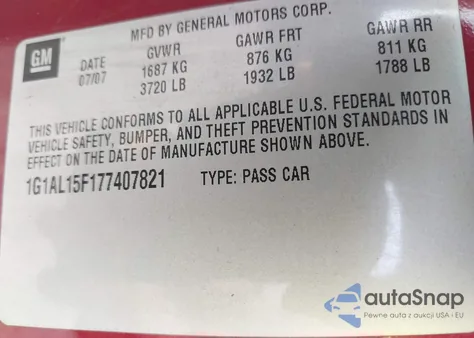 GM
MFD BY GENERAL MOTORS CORP.
DATE GVWR GAWR FRT GAWR RR
07/07 1687 KG 876 KG 811 KG
3720 LB 1932 LB 1788 LB
THIS VEHICLE CONFORMS TO ALL APPLICABLE U.S. FEDERAL MOTOR
VEHICLE SAFETY, BUMPER, AND THEFT PREVENTION STANDARDS IN
EFFECT ON THE DATE OF MANUFACTURE SHOWN ABOVE.
1G1AL15F177407821 TYPE: PASS CAR
autoSnap
Pewne auta z aukcji USA i EU